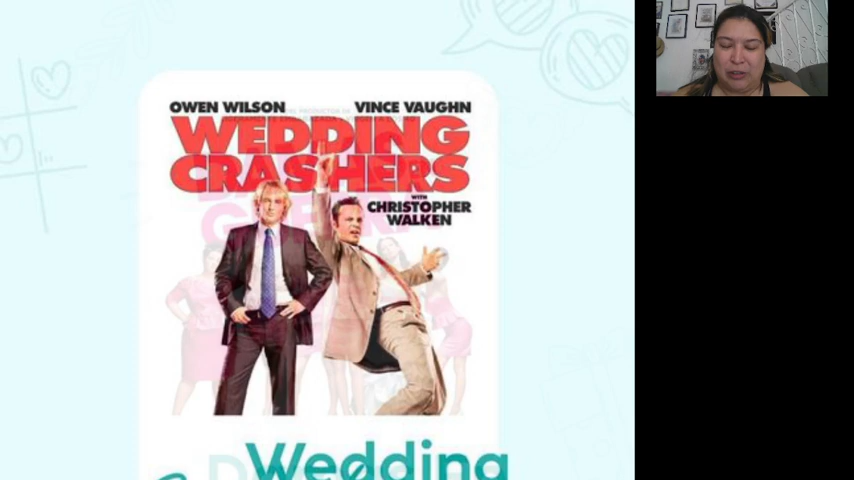 OWEN WILSON VINCE VAUGHN
WEDDING
CRASHERS
WITH
CHRISTOPHER
WALKEN
Wedding